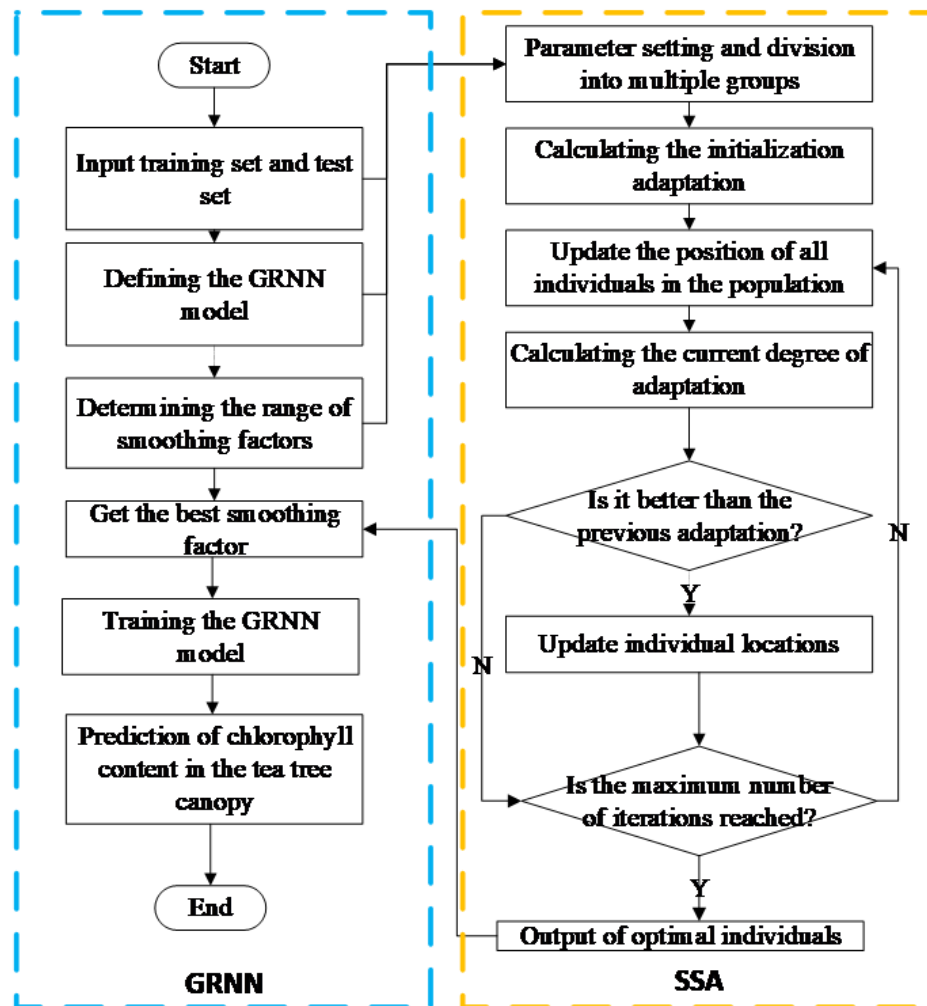 Start
Input training set and test
set
Defining the GRNN
model
Determining the range of
smoothing factors
Get the best smoothing
factor
Training the GRNN
model
Prediction of chlorophyll
content in the tea tree
canopy
End
GRNN
Parameter setting and division
into multiple groups
Calculating the initialization
adaptation
Update the position of all
individuals in the population
Calculating the current degree of
adaptation
Is it better than the
previous adaptation?
N
Y
Update individual locations
N
Is the maximum number
of iterations reached?
Y
Output of optimal individuals
SSA